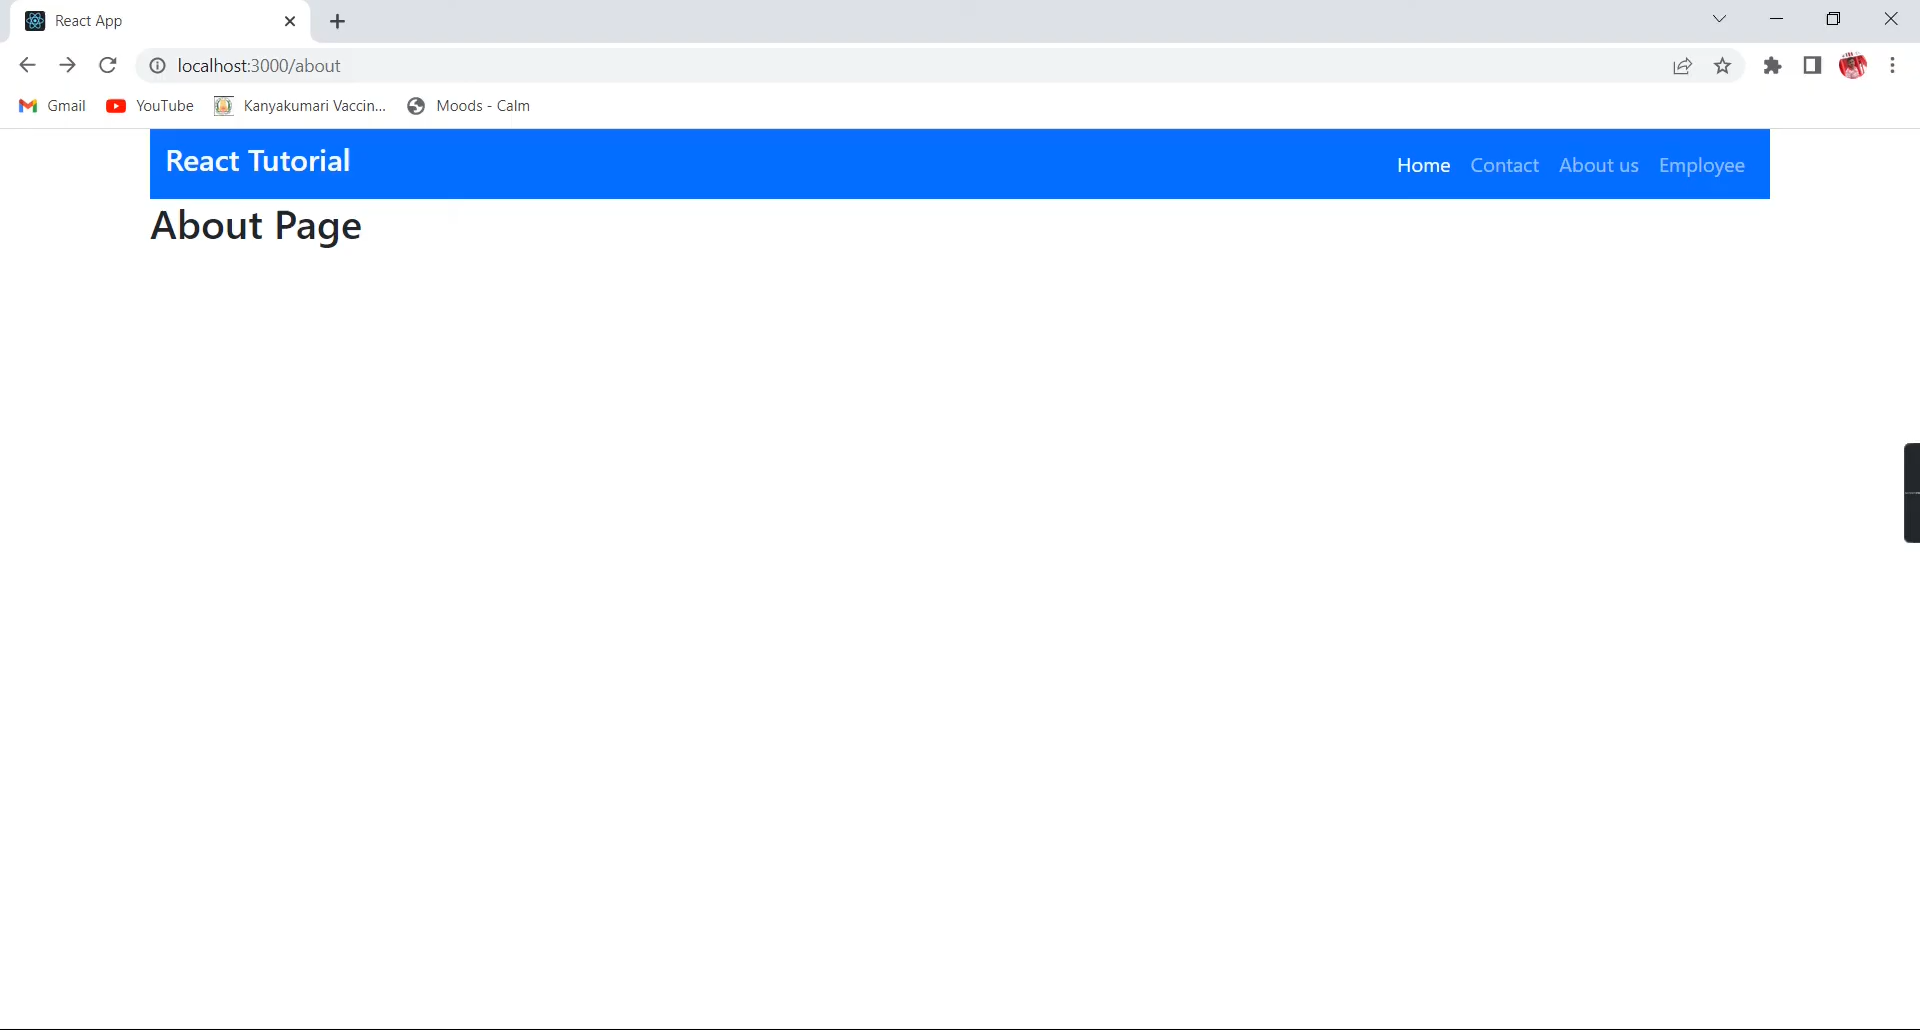 React App
localhost:3000/about
Gmail YouTube Kanyakumari Vaccin... Moods - Calm
React Tutorial Home Contact About us Employee
About Page